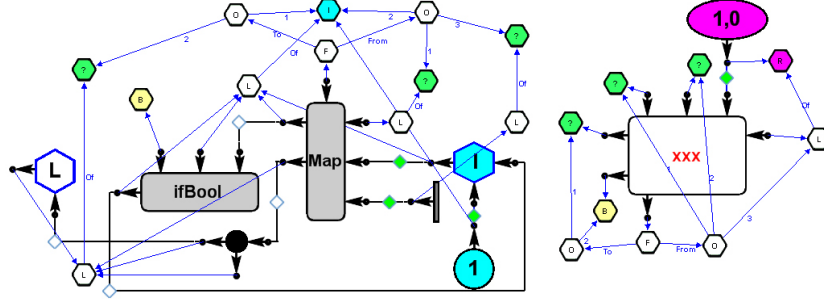 1,0
O
1
I
2
O
3
2
To
From
?
Of
F
1
?
?
?
R
?
L
B
Of
L
Of
L
Of
L
?
Map
xxx
L
ifBool
I
1
2
Of
1
B
3
O
2
To
F
From
O
L
1